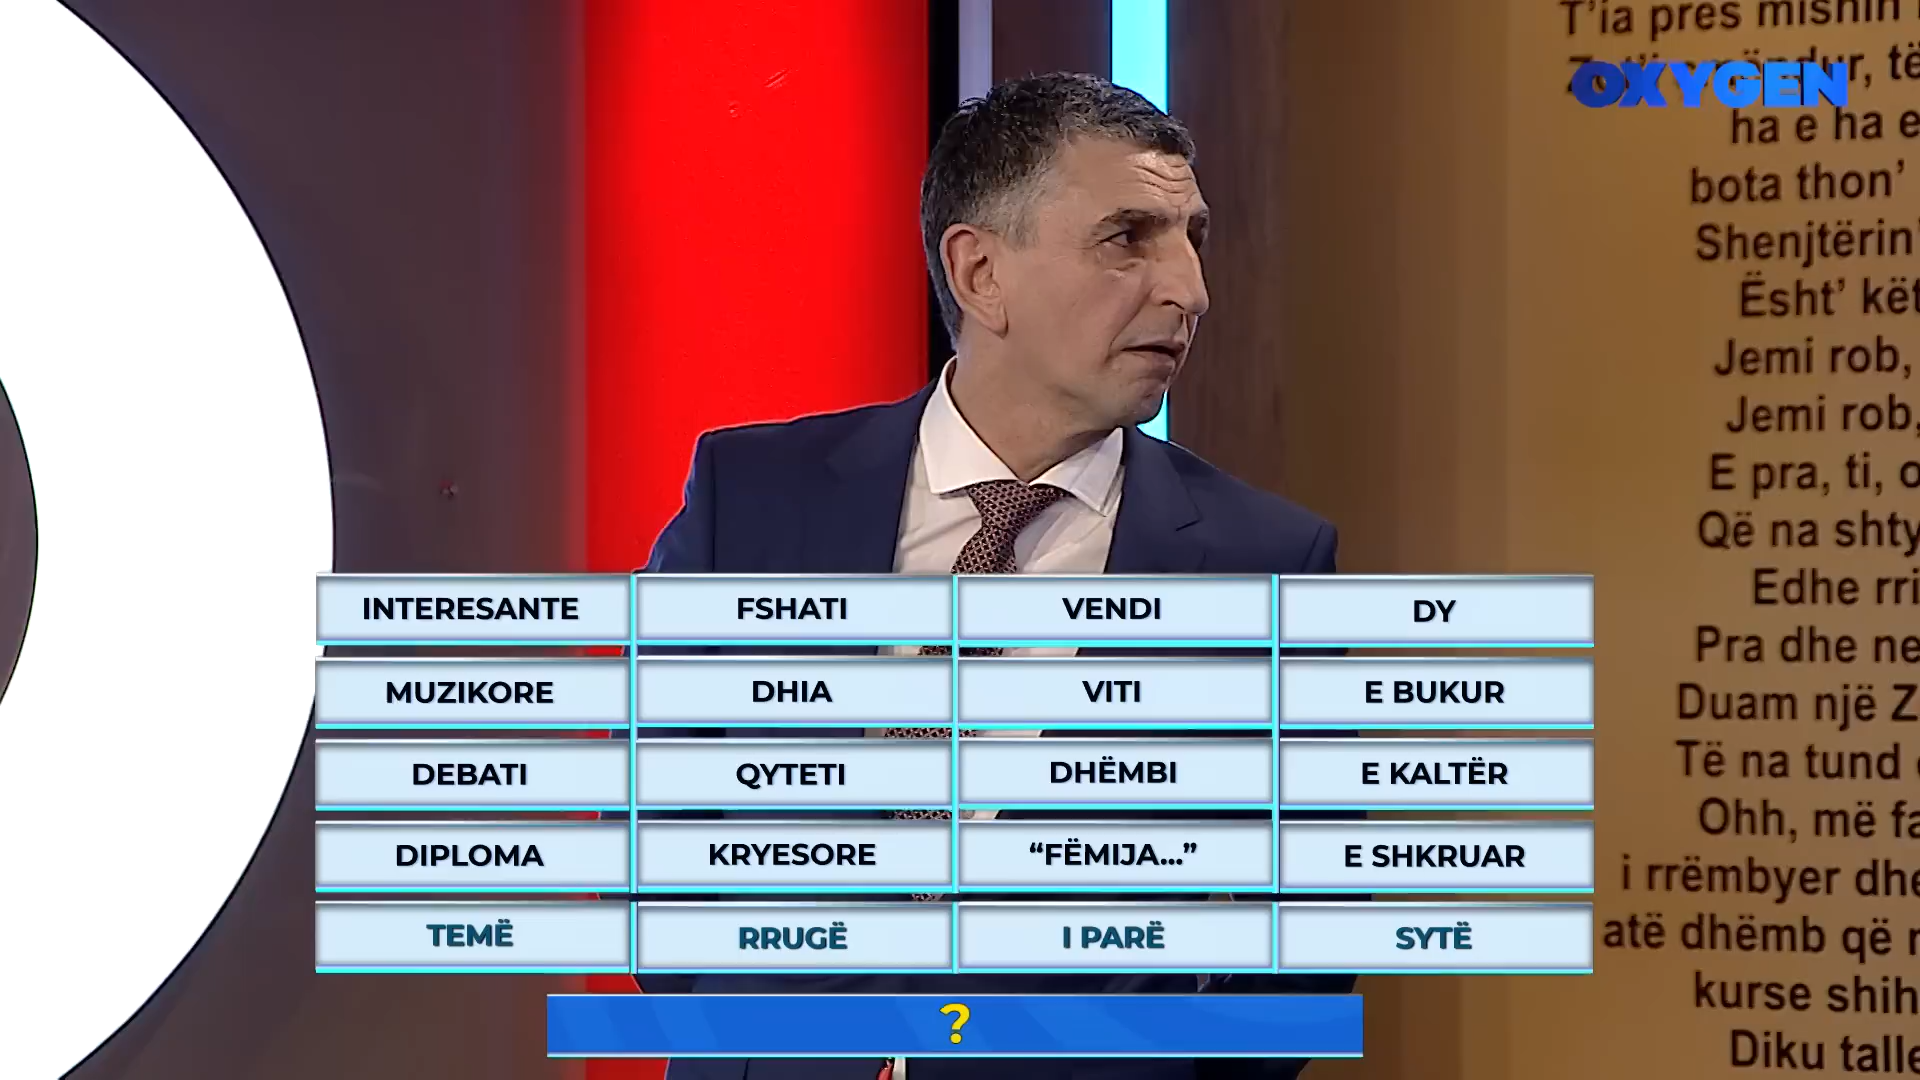 T'ia pres mishin
OXYGEN
ha e ha e
bota thon'
Shenjtërin'
Ësht' kët
Jemi rob,
Jemi rob,
E pra, ti, o
Që na shty
Edhe rri
Pra dhe ne
Duam një Z
Të na tund
Ohh, më fa
i rrëmbyer dhe
atë dhëmb që
kurse shih
Diku talle
INTERESANTE FSHATI VENDI DY
MUZIKORE DHIA VITI E BUKUR
DEBATI QYTETI DHËMBI E KALTËR
DIPLOMA KRYESORE “FËMIJA...” E SHKRUAR
TEMË RRUGË I PARË SYTË
?